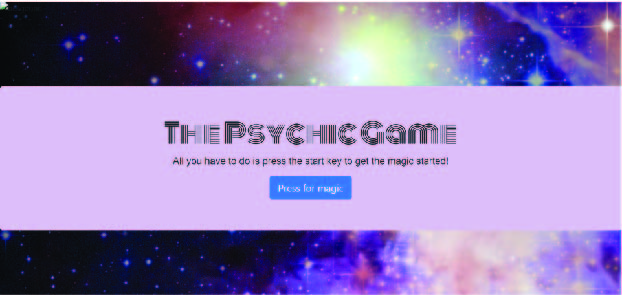 The Psychic Game
All you have to do is press the start key to get the magic started!
Press for magic